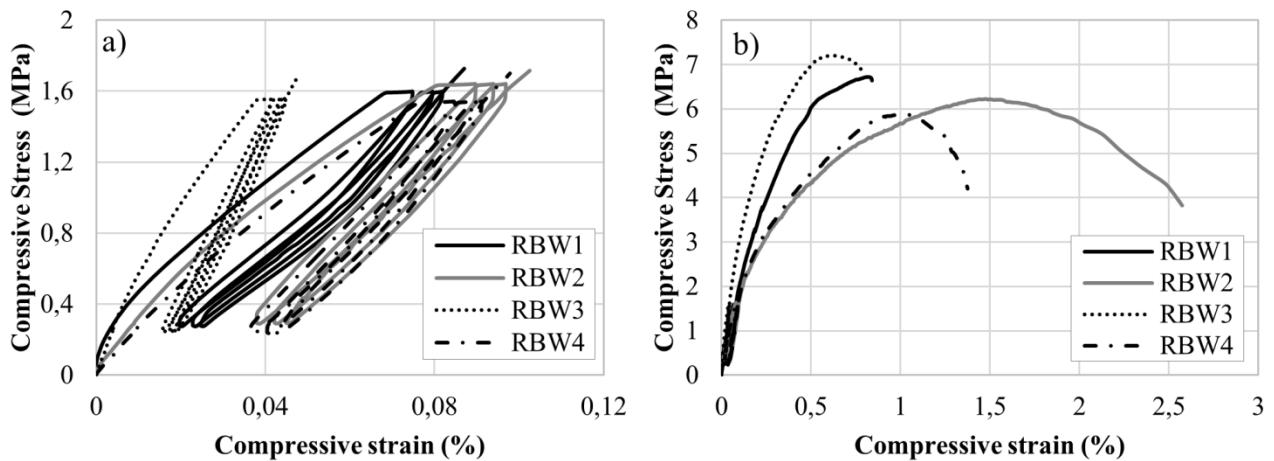 a)
Compressive Stress (MPa)
2
1.6
1.2
0.8
0.4
0
0
0,04
0,08
0,12
Compressive strain (%)
RBW1
RBW2
RBW3
RBW4
b)
Compressive Stress (MPa)
8
7
6
5
4
3
2
1
0
0
0,5
1
1,5
2
2,5
3
Compressive strain (%)
RBW1
RBW2
RBW3
RBW4